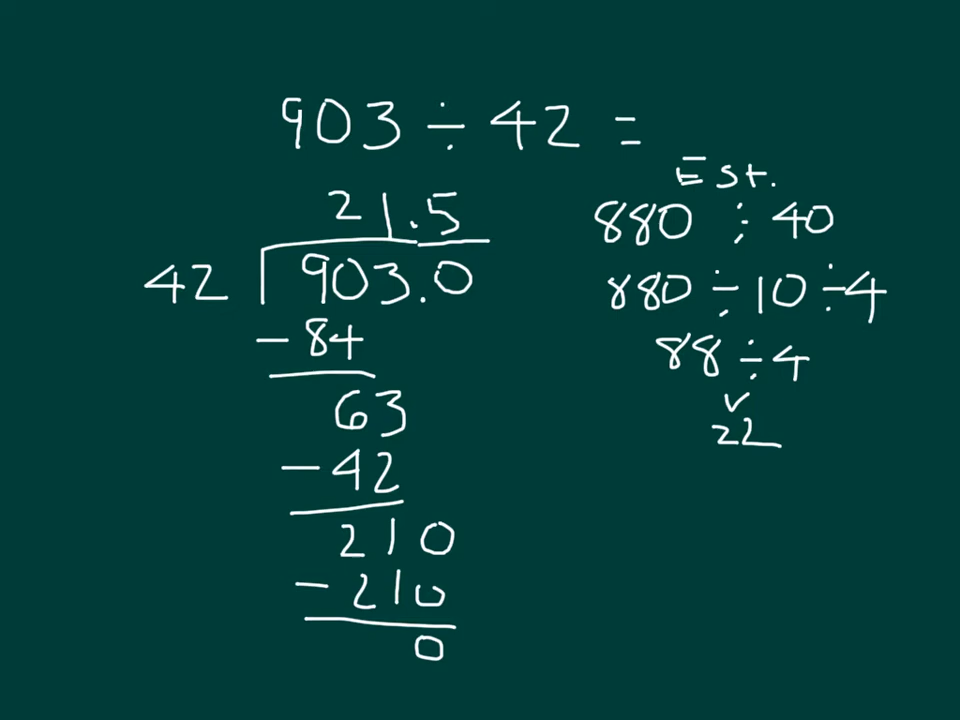 903 ÷ 42 =
21.5
42 903.0
- 84
63
- 42
210
- 210
0
Est.
880 ÷ 40
880 ÷ 10 ÷ 4
88 ÷ 4
22